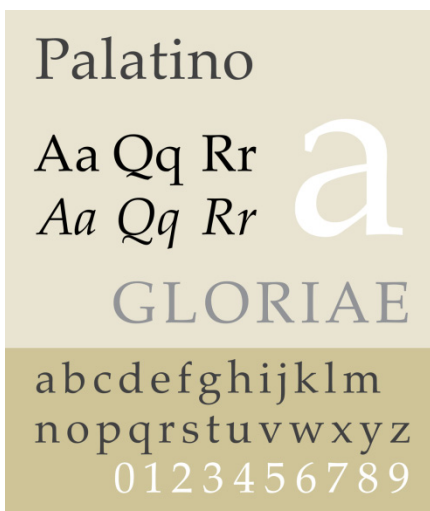 Palatino
Aa Qq Rr
Aa Qq Rr
a
GLORIAE
abcdefghijklm
nopqrstuvwxyz
0123456789